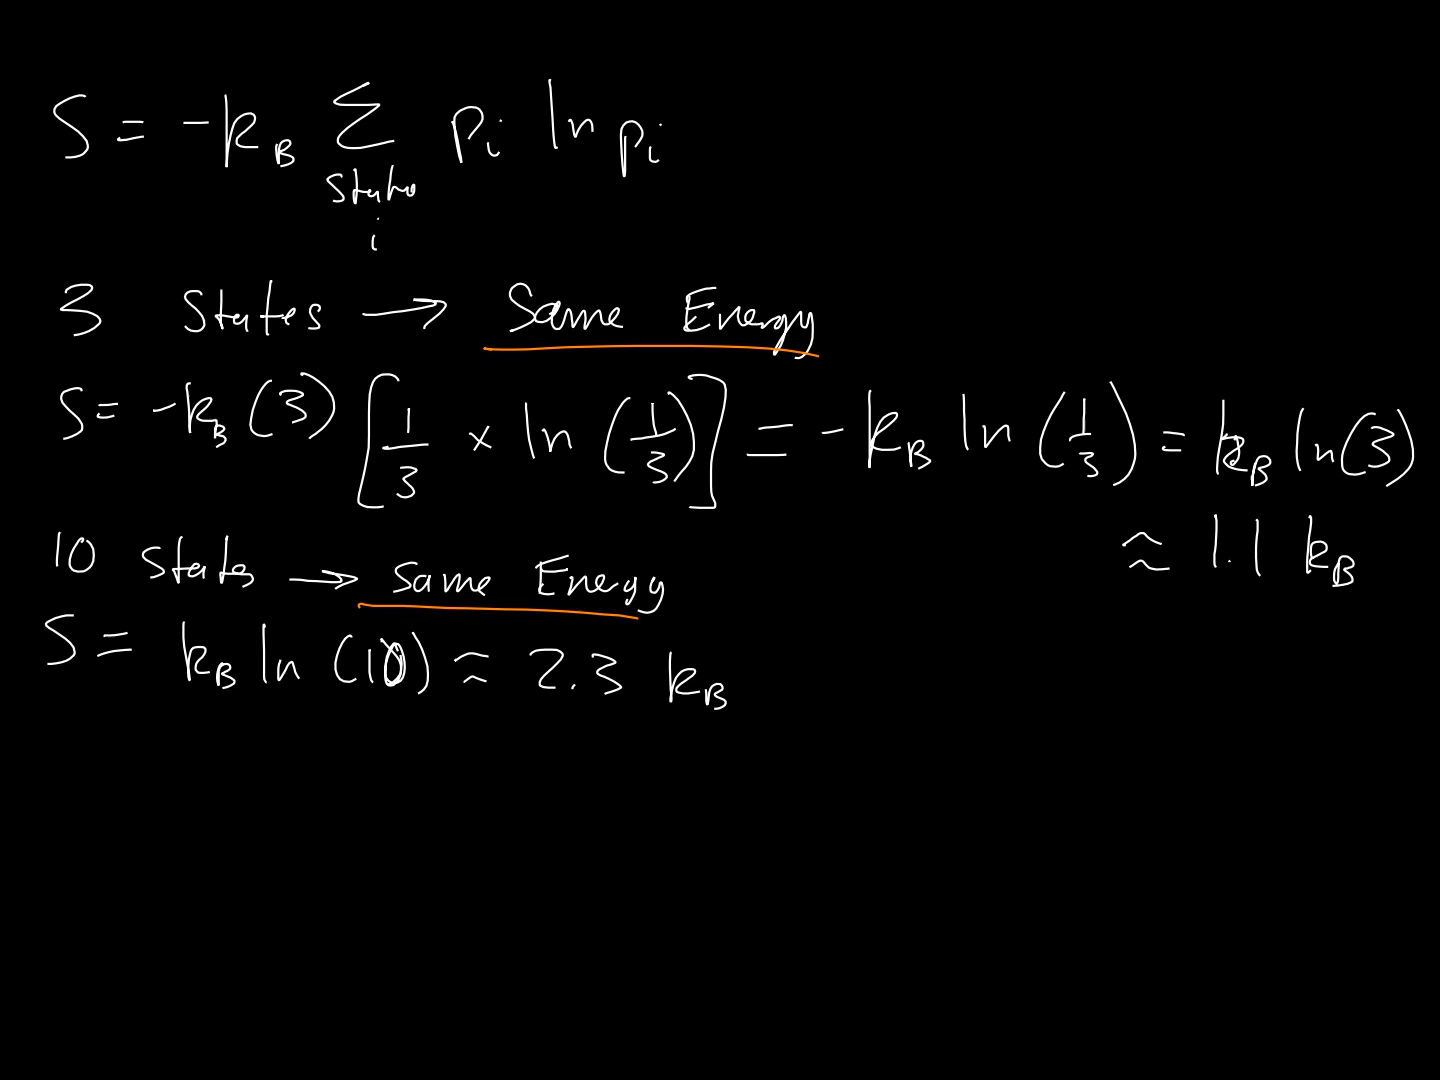 S = -k_B Σ p_i ln p_i
states
i
3 States → Same Energy
S = -k_B (3) [1/3 × ln (1/3)] = -k_B ln (1/3) = k_B ln(3)
≈ 1.1 k_B
10 states → Same Energy
S = k_B ln (10) ≈ 2.3 k_B